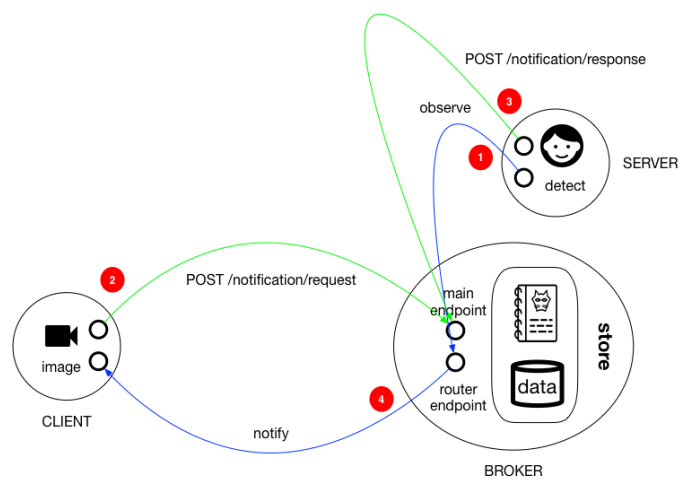 POST /notification/response
3
observe
1
SERVER
detect
2
POST /notification/request
main
endpoint
image
store
data
router
endpoint
4
CLIENT
notify
BROKER